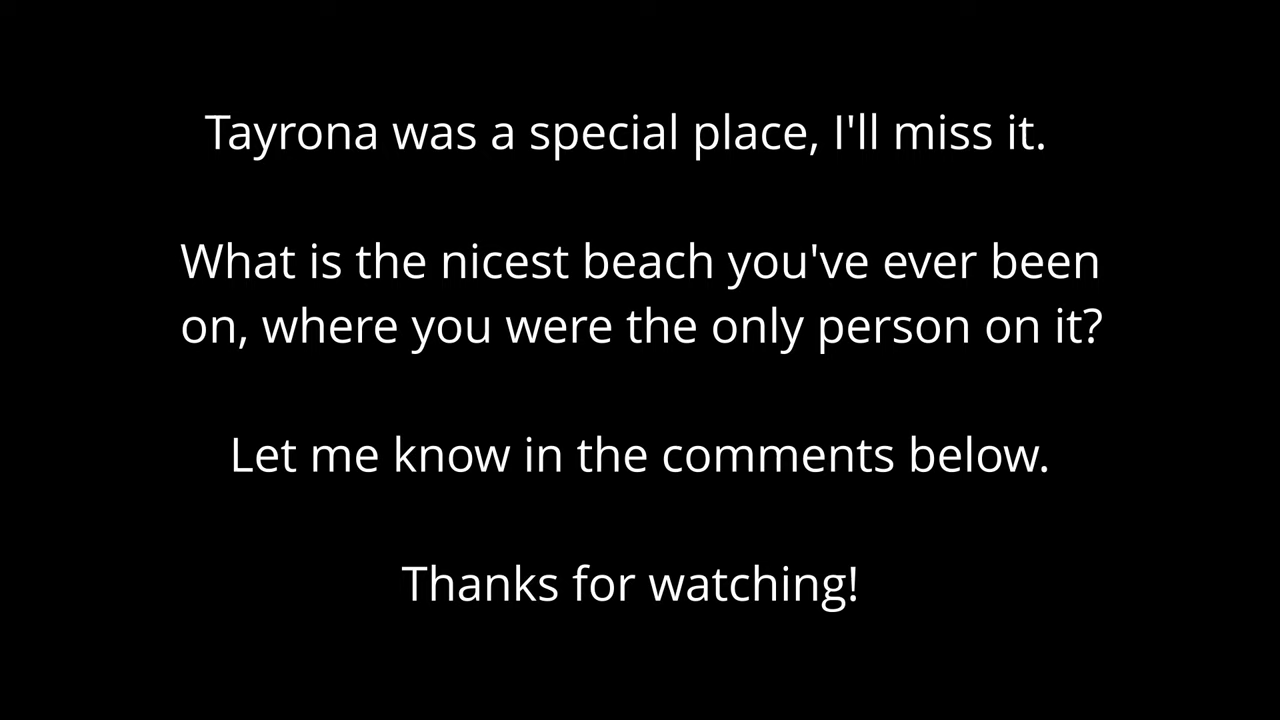 Tayrona was a special place, I'll miss it.
What is the nicest beach you've ever been
on, where you were the only person on it?
Let me know in the comments below.
Thanks for watching!